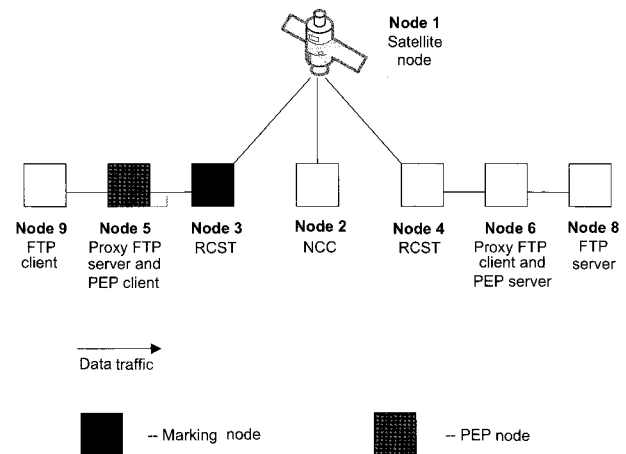 Node 1
Satellite
node
Node 9
FTP
client
Node 5
Proxy FTP
server and
PEP client
Node 3
RCST
Node 2
NCC
Node 4
RCST
Node 6
Proxy FTP
client and
PEP server
Node 8
FTP
server
Data traffic
-- Marking node
-- PEP node